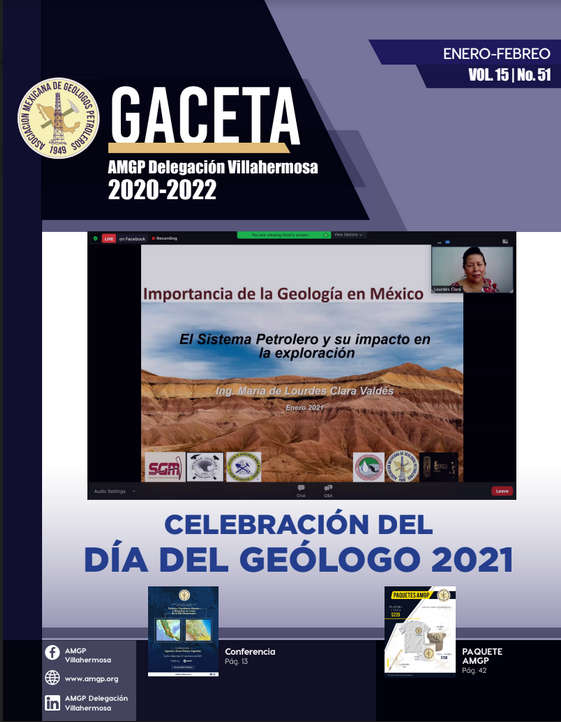 ENERO-FEBREO
VOL. 15 | No. 51
ASOCIACIÓN MEXICANA DE GEÓLOGOS PETROLEROS
1949
GACETA
AMGP Delegación Villahermosa
2020-2022
LIVE
on Facebook
Recording
You are viewing
screen
View Options
Lourdes Clara
Importancia de la Geología en México
El Sistema Petrolero y su impacto en
la exploración
Ing. María de Lourdes Clara Valdés
Enero 2021
SGM
Audio Settings
Chat
Q&A
Leave
CELEBRACIÓN DEL
DÍA DEL GEÓLOGO 2021
Conferencia
PAQUETES AMGP
$220
AMGP
Villahermosa
www.amgp.org
AMGP Delegación
Villahermosa
Conferencia
Pág. 13
PAQUETE
AMGP
Pág. 42